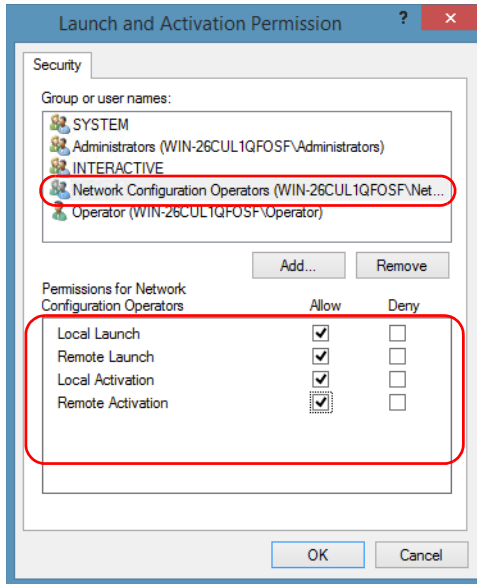 Launch and Activation Permission
?
×
Security
Group or user names:
SYSTEM
Administrators (WIN-26CUL1QFOSF\Administrators)
INTERACTIVE
Network Configuration Operators (WIN-26CUL1QFOSF\Net...
Operator (WIN-26CUL1QFOSF\Operator)
Add... Remove
Permissions for Network
Configuration Operators Allow Deny
Local Launch
Remote Launch
Local Activation
Remote Activation
OK Cancel